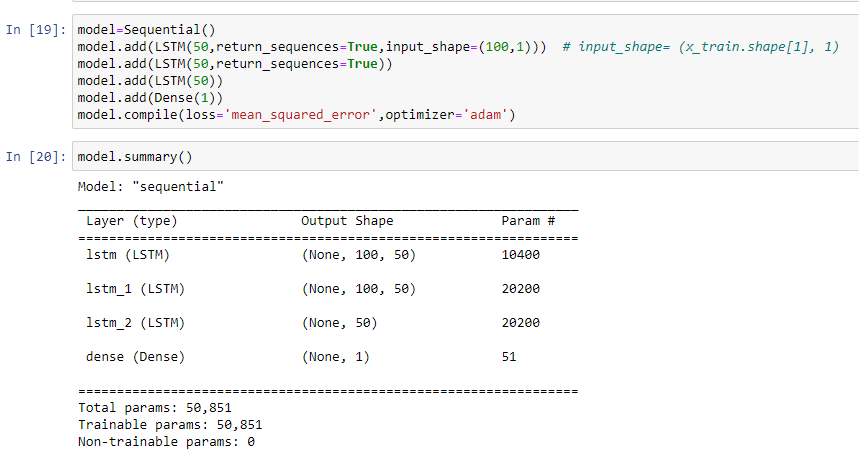 In [19]: model=Sequential()
model.add(LSTM(50,return_sequences=True,input_shape=(100,1))) # input_shape= (x_train.shape[1], 1)
model.add(LSTM(50,return_sequences=True))
model.add(LSTM(50))
model.add(Dense(1))
model.compile(loss='mean_squared_error',optimizer='adam')
In [20]: model.summary()
Model: "sequential"
Layer (type) Output Shape Param #
lstm (LSTM) (None, 100, 50) 10400
lstm_1 (LSTM) (None, 100, 50) 20200
lstm_2 (LSTM) (None, 50) 20200
dense (Dense) (None, 1) 51
Total params: 50,851
Trainable params: 50,851
Non-trainable params: 0